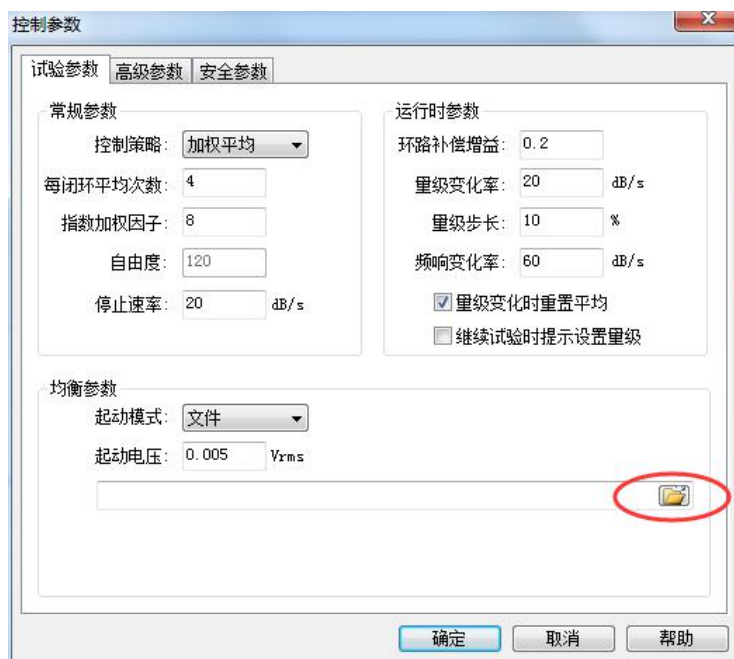 控制参数
试验参数 高级参数 安全参数
常规参数
控制策略: 加权平均
每闭环平均次数: 4
指数加权因子: 8
自由度: 120
停止速率: 20 dB/s
运行时参数
环路补偿增益: 0.2
量级变化率: 20 dB/s
量级步长: 10 %
频响变化率: 60 dB/s
量级变化时重置平均
继续试验时提示设置量级
均衡参数
起动模式: 文件
起动电压: 0.005 Vrms
确定 取消 帮助